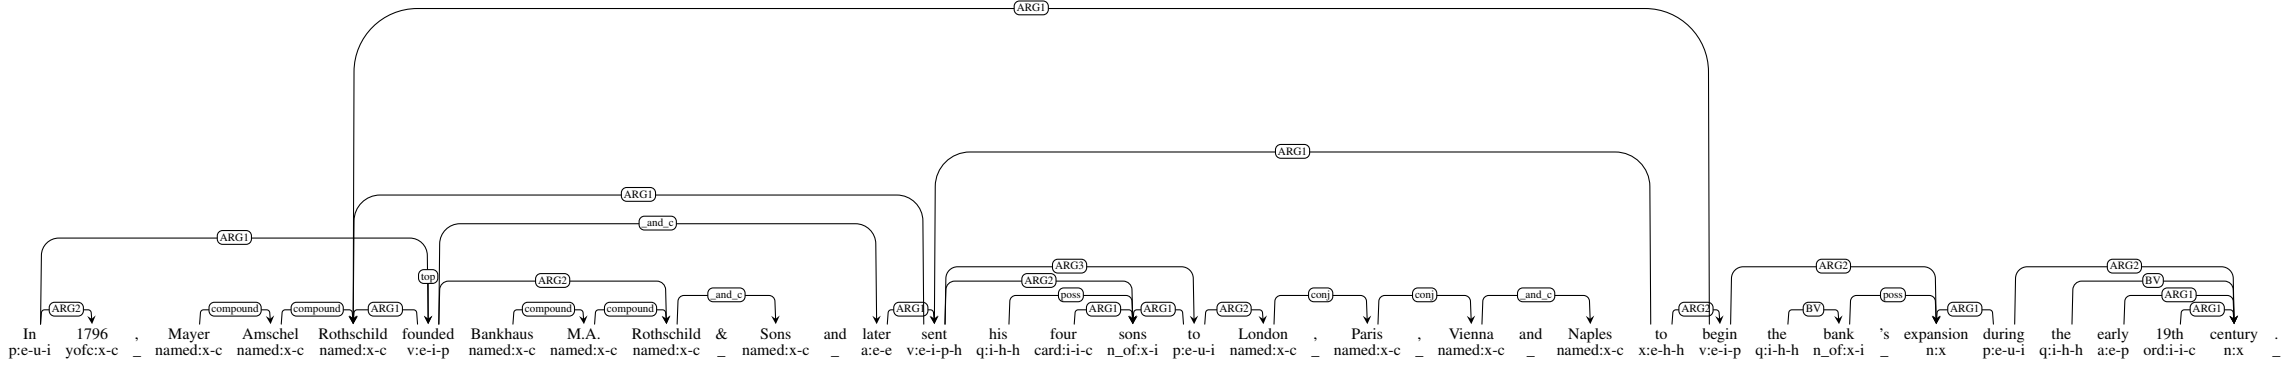 ARG1
ARG1
ARG1
_and_c
ARG1
top
ARG3
ARG2
ARG2
ARG2
ARG2
BV
_and_c
poss
conj
conj
_and_c
poss
ARG1
ARG2
compound
compound
ARG1
compound
compound
ARG1
ARG1
ARG1
ARG2
ARG2
BV
ARG1
ARG1
In 1796 , Mayer Amschel Rothschild founded Bankhaus M.A. Rothschild & Sons and later sent his four sons to London , Paris , Vienna and Naples to begin the bank 's expansion during the early 19th century .
p:e-u-i yofc:x-c _ named:x-c named:x-c named:x-c v:e-i-p named:x-c named:x-c named:x-c _ named:x-c _ a:e-e v:e-i-p-h q:i-h-h card:i-i-c n_of:x-i p:e-u-i named:x-c _ named:x-c _ named:x-c _ named:x-c x:e-h-h v:e-i-p q:i-h-h n_of:x-i _ n:x p:e-u-i q:i-h-h a:e-p ord:i-i-c n:x _